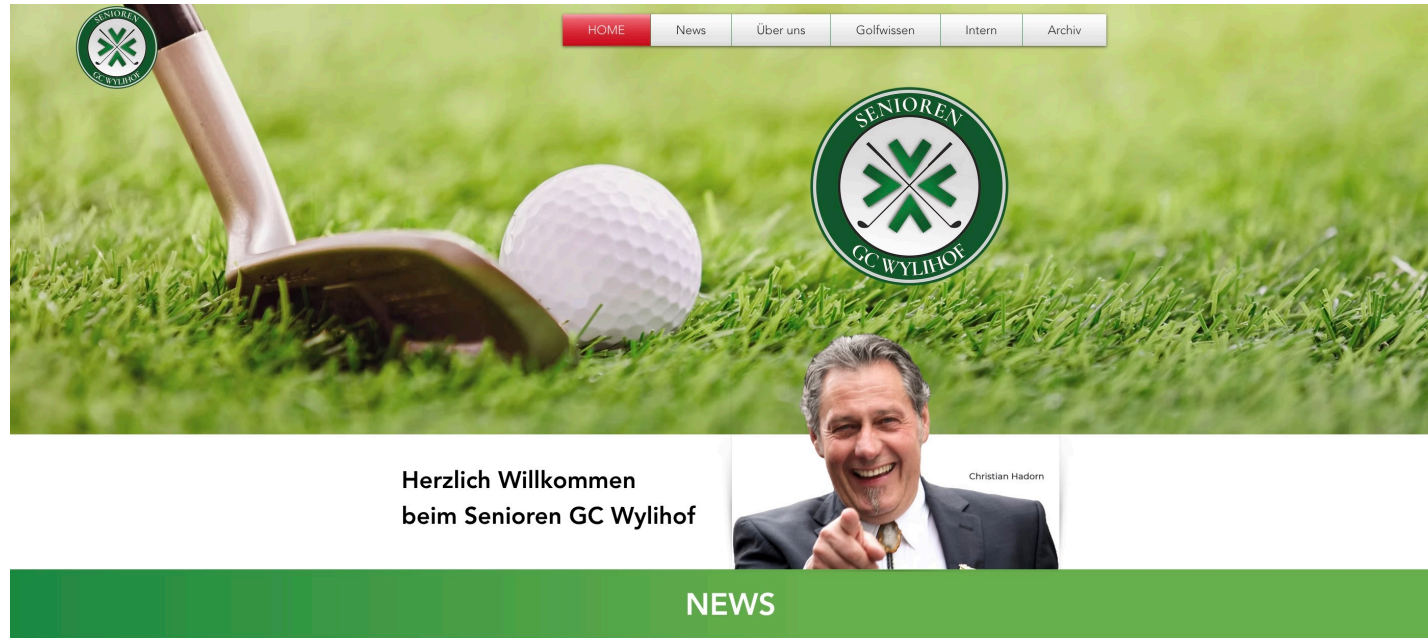 SENIOREN
GC WYLIHOF
HOME
News
Über uns
Golfwissen
Intern
Archiv
SENIOREN
GC WYLIHOF
Christian Hadorn
Herzlich Willkommen
beim Senioren GC Wylihof
NEWS